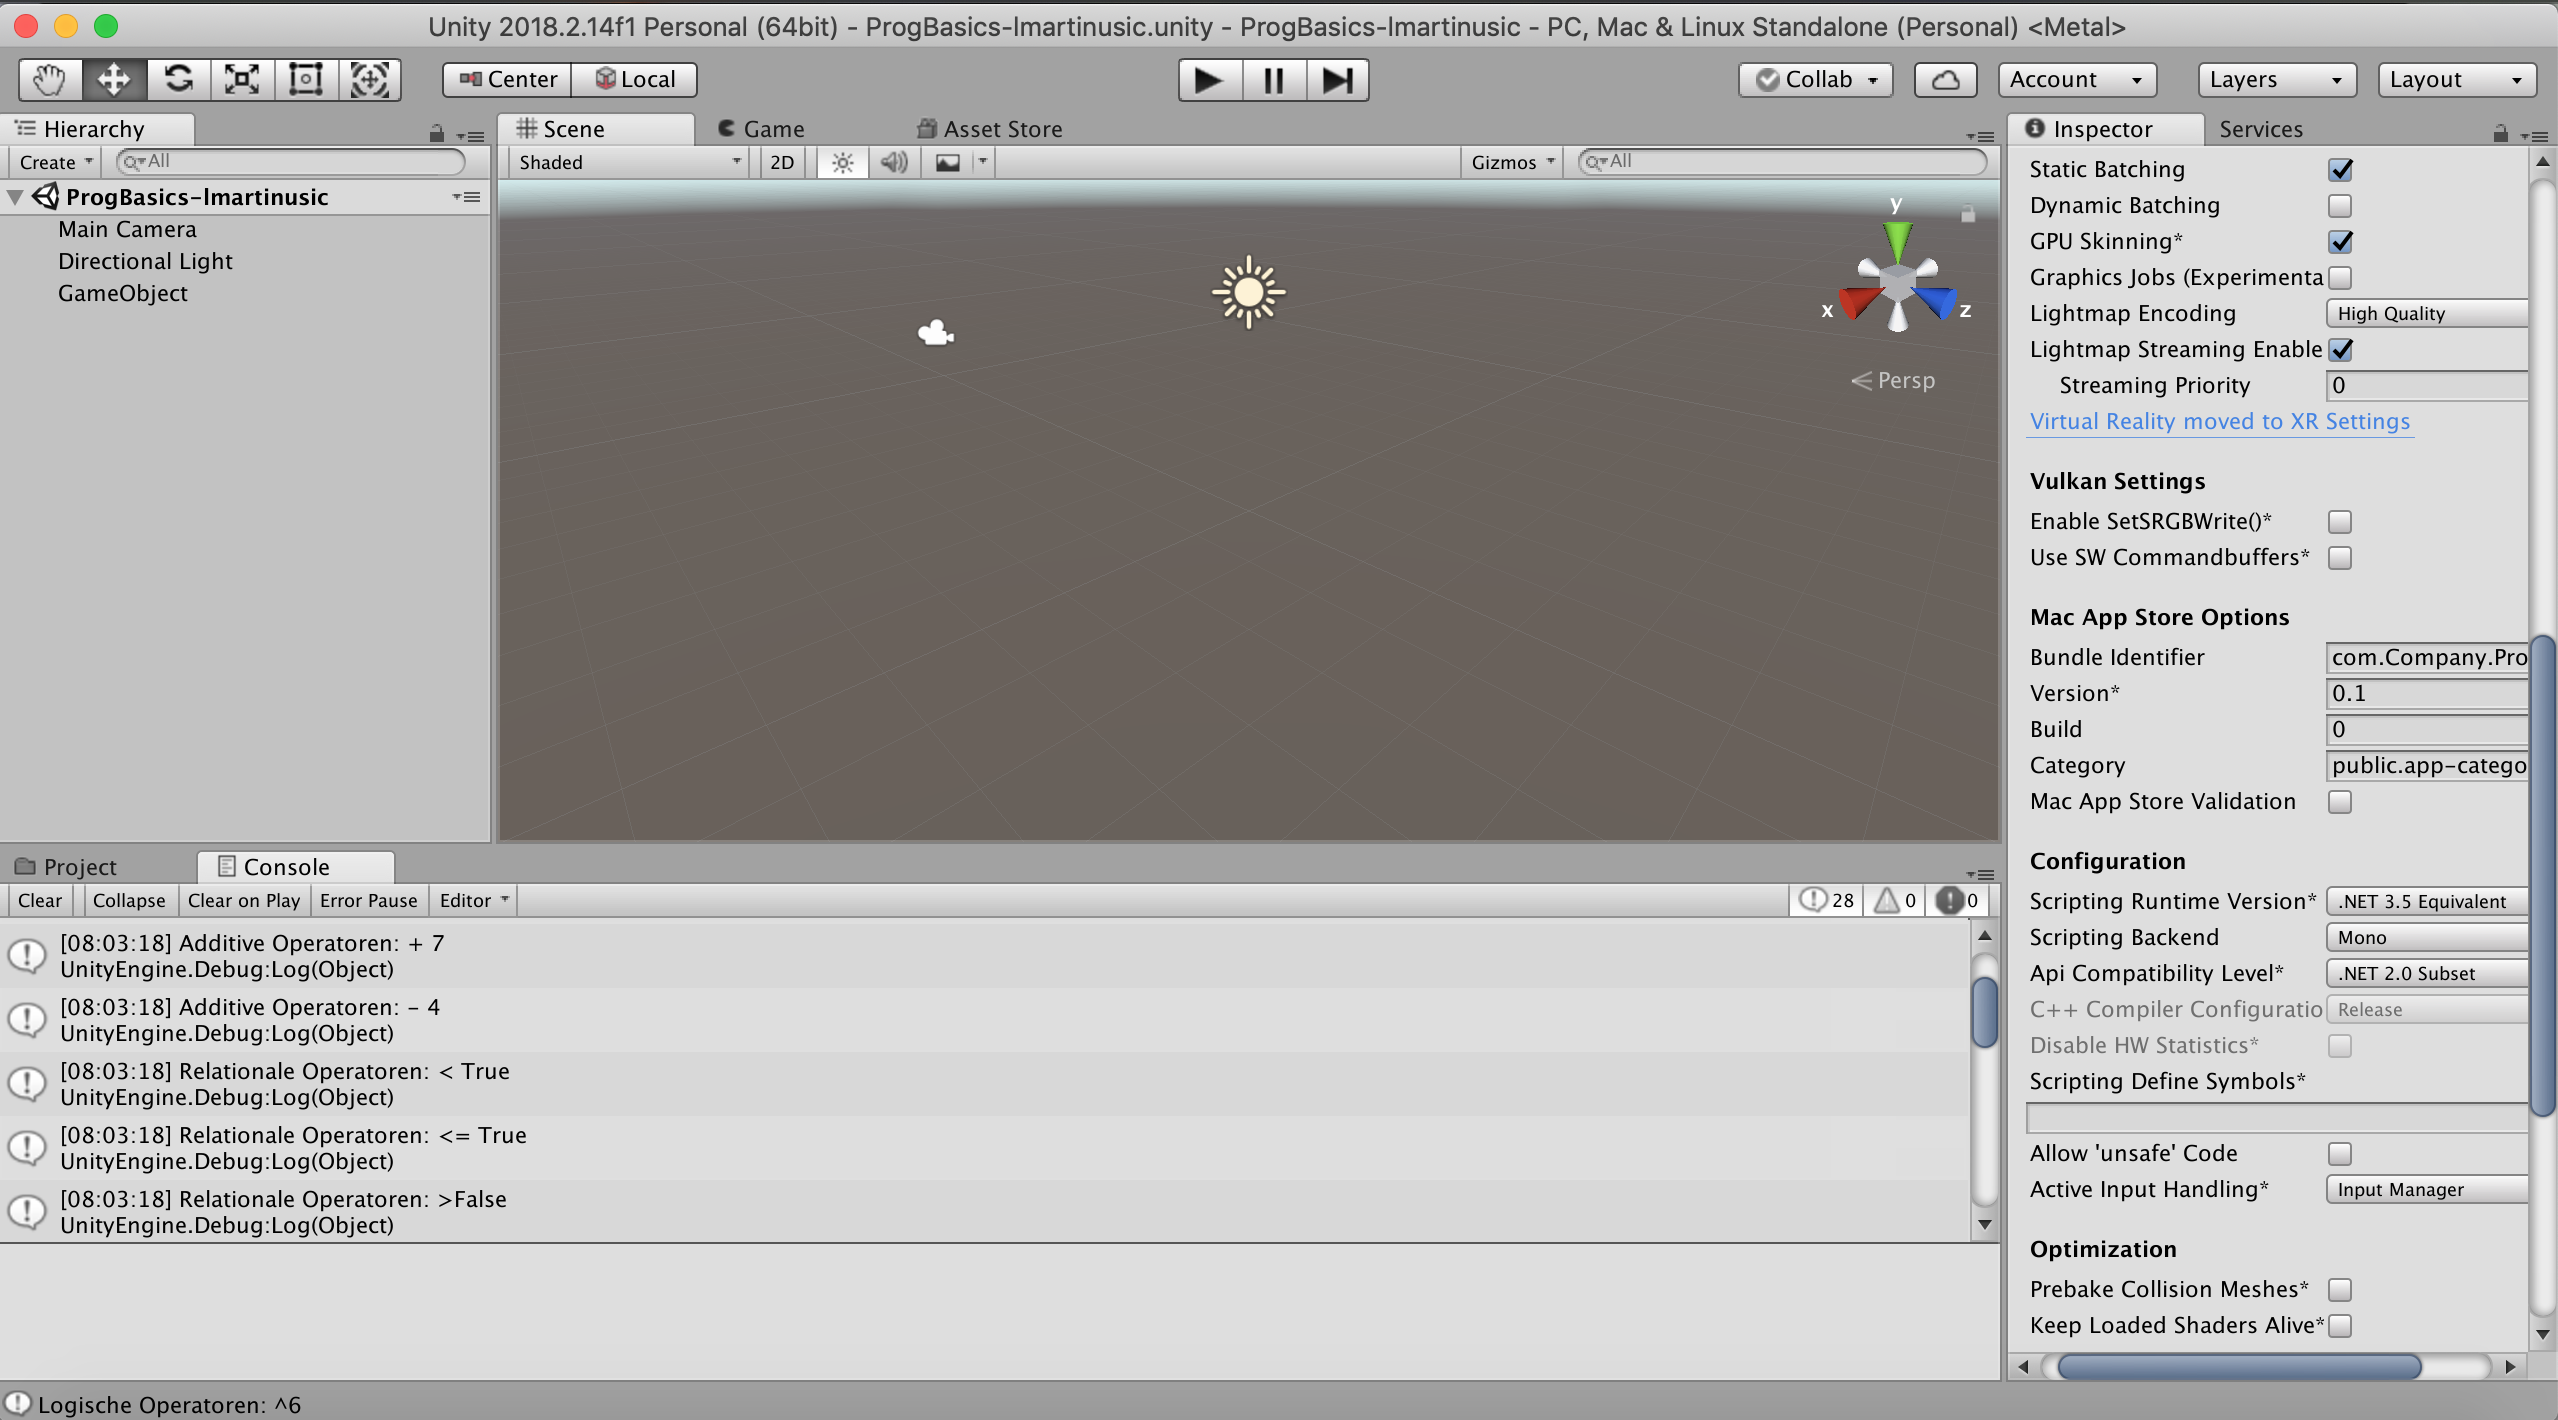 Unity 2018.2.14f1 Personal (64bit) - ProgBasics-lmartinusic.unity - ProgBasics-lmartinusic - PC, Mac & Linux Standalone (Personal) <Metal>
Center Local Collab Account Layers Layout
Hierarchy
Create All
ProgBasics-lmartinusic
Main Camera
Directional Light
GameObject
Scene Game Asset Store
Shaded 2D Gizmos All
y
x z
Persp
Project Console
Clear Collapse Clear on Play Error Pause Editor 28 0 0
[08:03:18] Additive Operatoren: + 7
UnityEngine.Debug:Log(Object)
[08:03:18] Additive Operatoren: - 4
UnityEngine.Debug:Log(Object)
[08:03:18] Relationale Operatoren: < True
UnityEngine.Debug:Log(Object)
[08:03:18] Relationale Operatoren: <= True
UnityEngine.Debug:Log(Object)
[08:03:18] Relationale Operatoren: >False
UnityEngine.Debug:Log(Object)
Logische Operatoren: ^6
Inspector Services
Static Batching
Dynamic Batching
GPU Skinning*
Graphics Jobs (Experimenta
Lightmap Encoding High Quality
Lightmap Streaming Enable
Streaming Priority 0
Virtual Reality moved to XR Settings
Vulkan Settings
Enable SetSRGBWrite()*
Use SW Commandbuffers*
Mac App Store Options
Bundle Identifier com.Company.Pro
Version* 0.1
Build 0
Category public.app-catego
Mac App Store Validation
Configuration
Scripting Runtime Version* .NET 3.5 Equivalent
Scripting Backend Mono
Api Compatibility Level* .NET 2.0 Subset
C++ Compiler Configuratio Release
Disable HW Statistics*
Scripting Define Symbols*
Allow 'unsafe' Code
Active Input Handling* Input Manager
Optimization
Prebake Collision Meshes*
Keep Loaded Shaders Alive*